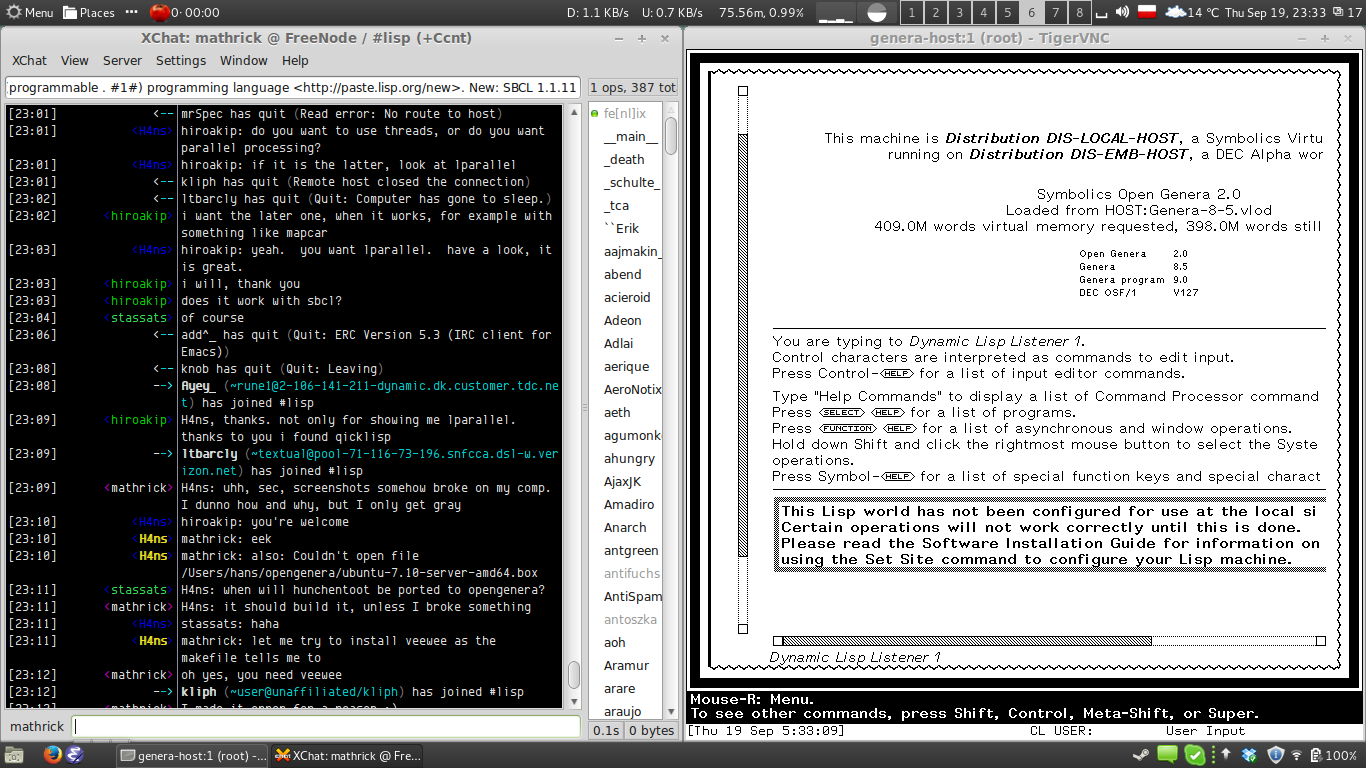 Menu Places 0· 00:00 D: 1.1 KB/s U: 0.7 KB/s 75.56m, 0.99% 1 2 3 4 5 6 7 8 14 °C Thu Sep 19, 23:33 17
XChat: mathrick @ FreeNode / #lisp (+Ccnt)
XChat View Server Settings Window Help
programmable . #1#) programming language <http://paste.lisp.org/new>. New: SBCL 1.1.11
1 ops, 387 tot
[23:01] <-- mrSpec has quit (Read error: No route to host)
[23:01] <H4ns> hiroakip: do you want to use threads, or do you want
parallel processing?
[23:01] <H4ns> hiroakip: if it is the latter, look at lparallel
[23:01] <-- kliph has quit (Remote host closed the connection)
[23:02] <-- ltbarcly has quit (Quit: Computer has gone to sleep.)
[23:02] <hiroakip> i want the later one, when it works, for example with
something like mapcar
[23:03] <H4ns> hiroakip: yeah. you want lparallel. have a look, it
is great.
[23:03] <hiroakip> i will, thank you
[23:03] <hiroakip> does it work with sbcl?
[23:04] <stassats> of course
[23:06] <-- add^_ has quit (Quit: ERC Version 5.3 (IRC client for
Emacs))
[23:08] <-- knob has quit (Quit: Leaving)
[23:08] --> Ayey_ (~rune1@2-106-141-211-dynamic.dk.customer.tdc.ne
t) has joined #lisp
[23:09] <hiroakip> H4ns, thanks. not only for showing me lparallel.
thanks to you i found qicklisp
[23:09] --> ltbarcly (~textual@pool-71-116-73-196.snfcca.dsl-w.ver
izon.net) has joined #lisp
[23:09] <mathrick> H4ns: uhh, sec, screenshots somehow broke on my comp.
I dunno how and why, but I only get gray
[23:10] <H4ns> hiroakip: you're welcome
[23:10] <H4ns> mathrick: eek
[23:10] <H4ns> mathrick: also: Couldn't open file
/Users/hans/opengenera/ubuntu-7.10-server-amd64.box
[23:11] <stassats> H4ns: when will hunchentoot be ported to opengenera?
[23:11] <mathrick> H4ns: it should build it, unless I broke something
[23:11] <H4ns> stassats: haha
[23:11] <H4ns> mathrick: let me try to install veewee as the
makefile tells me to
[23:12] <mathrick> oh yes, you need veewee
[23:12] --> kliph (~user@unaffiliated/kliph) has joined #lisp
fe[nl]ix
__main__
_death
_schulte_
_tca
``Erik
aajmakin_
abend
acieroid
Adeon
Adlai
aerique
AeroNotix
aeth
agumonk
ahungry
AjaxJK
Amadiro
Anarch
antgreen
antifuchs
AntiSpam
antoszka
aoh
Aramur
arare
araujo
mathrick
0.1s 0 bytes
genera-host:1 (root) - TigerVNC
This machine is Distribution DIS-LOCAL-HOST, a Symbolics Virtu
running on Distribution DIS-EMB-HOST, a DEC Alpha wor
Symbolics Open Genera 2.0
Loaded from HOST:Genera-8-5.vlod
409.0M words virtual memory requested, 398.0M words still
Open Genera 2.0
Genera 8.5
Genera program 9.0
DEC OSF/1 V127
You are typing to Dynamic Lisp Listener 1.
Control characters are interpreted as commands to edit input.
Press Control-<HELP> for a list of input editor commands.
Type "Help Commands" to display a list of Command Processor command
Press <SELECT> <HELP> for a list of programs.
Press <FUNCTION> <HELP> for a list of asynchronous and window operations.
Hold down Shift and click the rightmost mouse button to select the Syste
operations.
Press Symbol-<HELP> for a list of special function keys and special charact
This Lisp world has not been configured for use at the local si
Certain operations will not work correctly until this is done.
Please read the Software Installation Guide for information on
using the Set Site command to configure your Lisp machine.
Dynamic Lisp Listener 1
Mouse-R: Menu.
To see other commands, press Shift, Control, Meta-Shift, or Super.
[Thu 19 Sep 5:33:09] CL USER: User Input
genera-host:1 (root) -... XChat: mathrick @ Fre... 100%